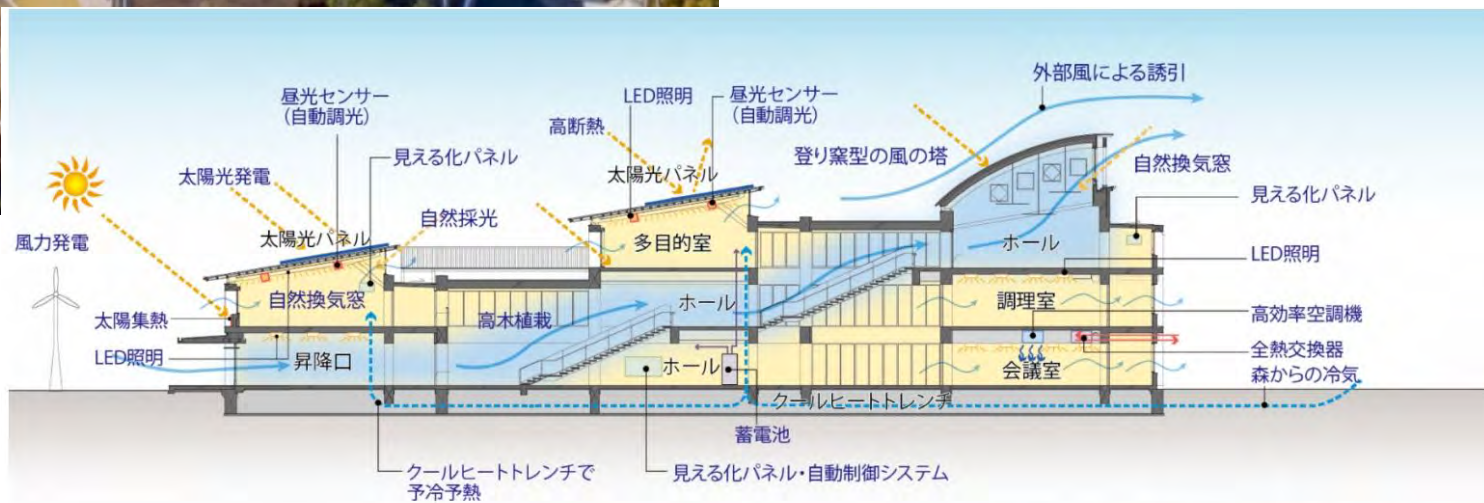 外部風による誘引
昼光センサー
(自動調光)
LED照明
昼光センサー
(自動調光)
高断熱
見える化パネル
登り窯型の風の塔
自然換気窓
太陽光発電
太陽光パネル
見える化パネル
自然採光
風力発電
太陽光パネル
多目的室
ホール
LED照明
自然換気窓
太陽集熱
高木植栽
ホール
調理室
高効率空調機
LED照明
昇降口
ホール
会議室
全熱交換器
森からの冷気
クールヒートトレンチ
蓄電池
クールヒートトレンチで
予冷予熱
見える化パネル・自動制御システム